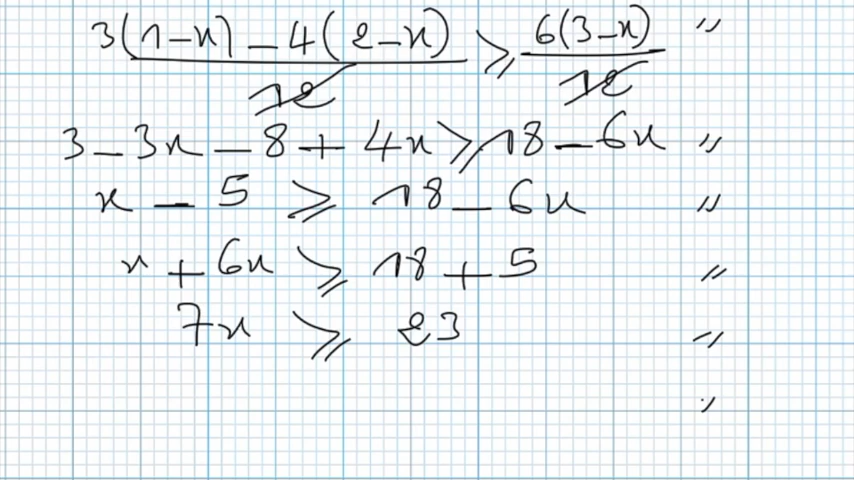 3(1-x)-4(2-x)/12 ≥ 6(3-x)/12 //
3-3x-8+4x ≥ 18-6x //
x-5 ≥ 18-6x //
x+6x ≥ 18+5 //
7x ≥ 23 //
//